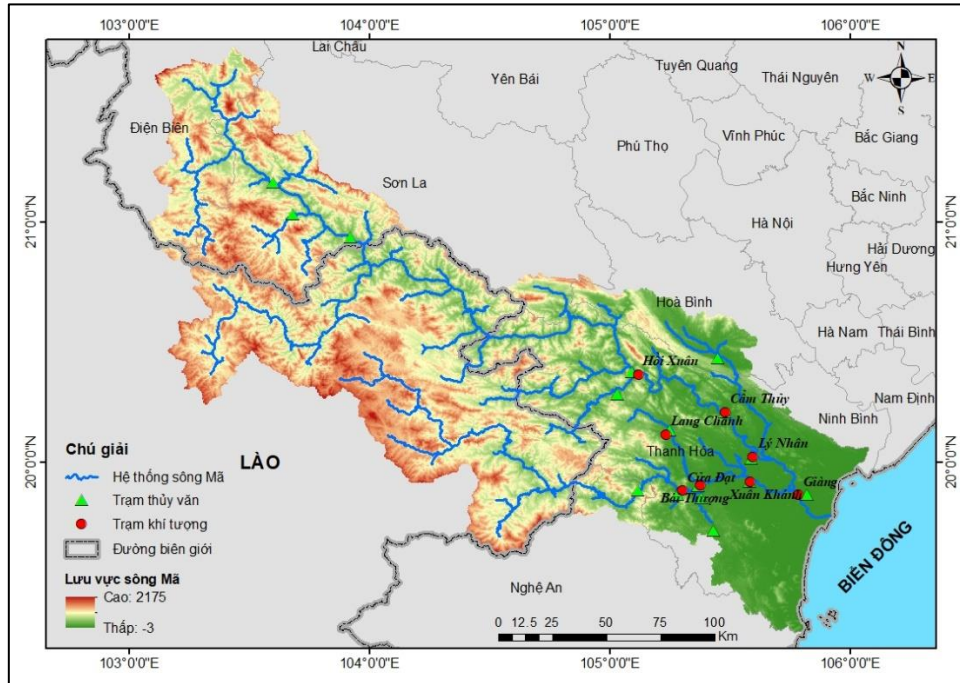 103°0'0"E 104°0'0"E 105°0'0"E 106°0'0"E
Lai Châu
Tuyên Quang
Yên Bái
Thái Nguyên
N
W E
S
Điện Biên
Phú Thọ
Vĩnh Phúc
Bắc Giang
Sơn La
Bắc Ninh
21°0'0"N
21°0'0"N
Hà Nội
Hải Dương
Hưng Yên
Hoà Bình
Hà Nam
Thái Bình
Hồi Xuân
Nam Định
Cẩm Thủy
Ninh Bình
Lang Chánh
Lý Nhân
Thanh Hóa
20°0'0"N
20°0'0"N
LÀO
Cửa Đạt
Giàng
Bái Thượng
Xuân Khánh
BIỂN ĐÔNG
Nghệ An
Chú giải
Hệ thống sông Mã
Trạm thủy văn
Trạm khí tượng
Đường biên giới
Lưu vực sông Mã
Cao: 2175
Thấp: -3
0 12.5 25 50 75 100
Km
103°0'0"E 104°0'0"E 105°0'0"E 106°0'0"E